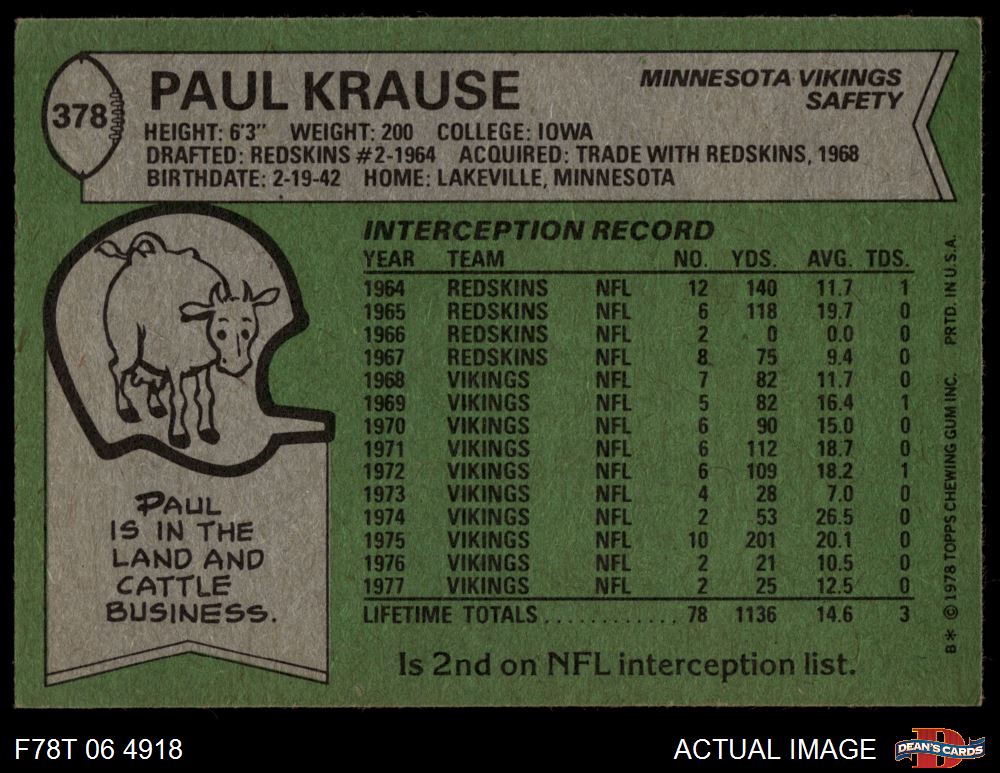 378
PAUL KRAUSE
MINNESOTA VIKINGS
SAFETY
HEIGHT: 6'3" WEIGHT: 200 COLLEGE: IOWA
DRAFTED: REDSKINS #2-1964 ACQUIRED: TRADE WITH REDSKINS, 1968
BIRTHDATE: 2-19-42 HOME: LAKEVILLE, MINNESOTA
INTERCEPTION RECORD
YEAR TEAM NO. YDS. AVG. TDS.
1964 REDSKINS NFL 12 140 11.7 1
1965 REDSKINS NFL 6 118 19.7 0
1966 REDSKINS NFL 2 0 0.0 0
1967 REDSKINS NFL 8 75 9.4 0
1968 VIKINGS NFL 7 82 11.7 0
1969 VIKINGS NFL 5 82 16.4 1
1970 VIKINGS NFL 6 90 15.0 0
1971 VIKINGS NFL 6 112 18.7 0
1972 VIKINGS NFL 6 109 18.2 1
1973 VIKINGS NFL 4 28 7.0 0
1974 VIKINGS NFL 2 53 26.5 0
1975 VIKINGS NFL 10 201 20.1 0
1976 VIKINGS NFL 2 21 10.5 0
1977 VIKINGS NFL 2 25 12.5 0
LIFETIME TOTALS............ 78 1136 14.6 3
Is 2nd on NFL interception list.
PAUL
IS IN THE
LAND AND
CATTLE
BUSINESS.
B* © 1978 TOPPS CHEWING GUM INC. PRTD. IN U.S.A.
F78T 06 4918
ACTUAL IMAGE
D
DEAN'S CARDS